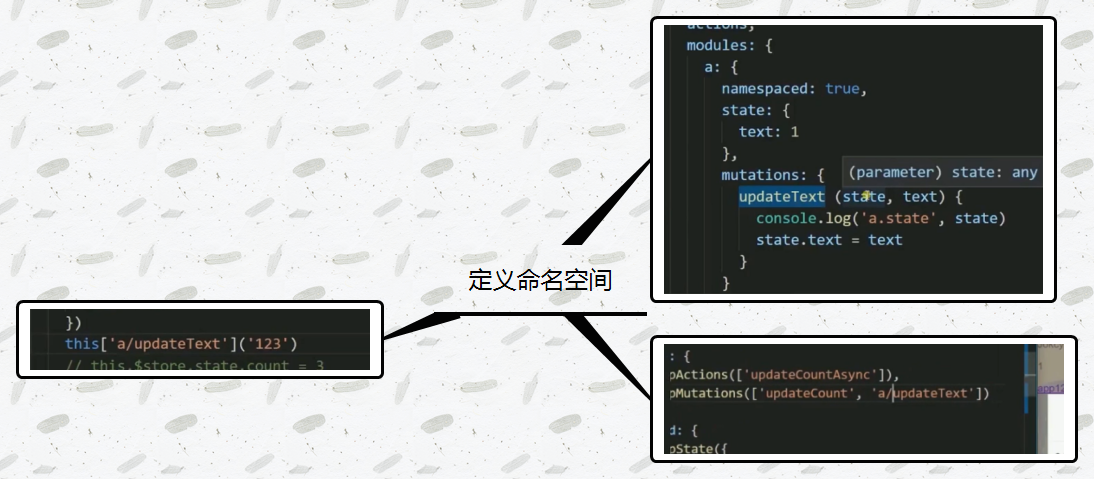 actions,
modules: {
a: {
namespaced: true,
state: {
text: 1
},
mutations: {
(parameter) state: any
updateText (state, text) {
console.log('a.state', state)
state.text = text
}
}
定义命名空间
})
this['a/updateText']('123')
// this.$store.state.count = 3
: {
pActions(['updateCountAsync']),
pMutations(['updateCount', 'a/updateText'])
d: {
pState({
1
app12